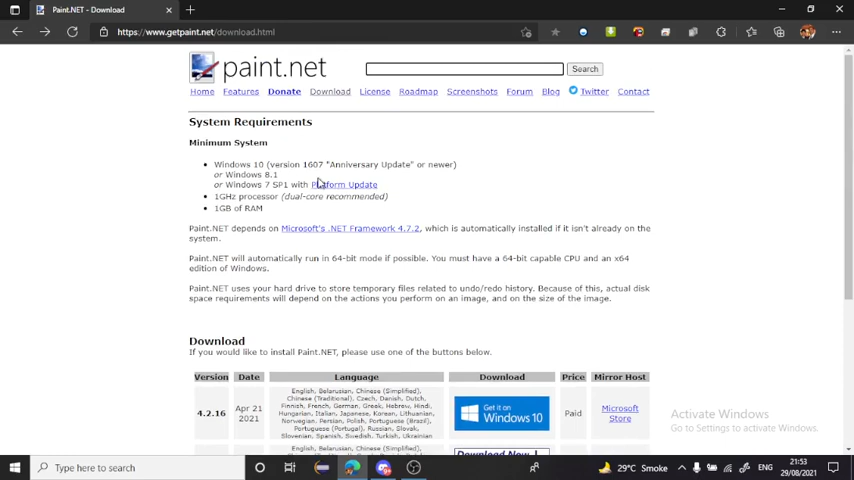 Paint.NET - Download
https://www.getpaint.net/download.html
paint.net
Search
Home Features Donate Download License Roadmap Screenshots Forum Blog Twitter Contact
System Requirements
Minimum System
Windows 10 (version 1607 "Anniversary Update" or newer)
or Windows 8.1
or Windows 7 SP1 with Platform Update
1GHz processor (dual-core recommended)
1GB of RAM
Paint.NET depends on Microsoft's .NET Framework 4.7.2, which is automatically installed if it isn't already on the
system.
Paint.NET will automatically run in 64-bit mode if possible. You must have a 64-bit capable CPU and an x64
edition of Windows.
Paint.NET uses your hard drive to store temporary files related to undo/redo history. Because of this, actual disk
space requirements will depend on the actions you perform on an image, and on the size of the image.
Download
If you would like to install Paint.NET, please use one of the buttons below.
Version Date Language Download Price Mirror Host
4.2.16
Apr 21
2021
English, Belarusian, Chinese (Simplified),
Chinese (Traditional), Czech, Danish, Dutch,
Finnish, French, German, Greek, Hebrew, Hindi,
Hungarian, Italian, Japanese, Korean, Lithuanian,
Norwegian, Persian, Polish, Portuguese (Brazil),
Portuguese (Portugal), Russian, Slovak,
Slovenian, Spanish, Swedish, Turkish, Ukrainian
Get it on
Windows 10
Paid
Microsoft
Store
English, Belarusian, Chinese (Simplified),
Download Now
Activate Windows
Go to Settings to activate Windows.
Type here to search
29°C Smoke
ENG
21:53
29/08/2021